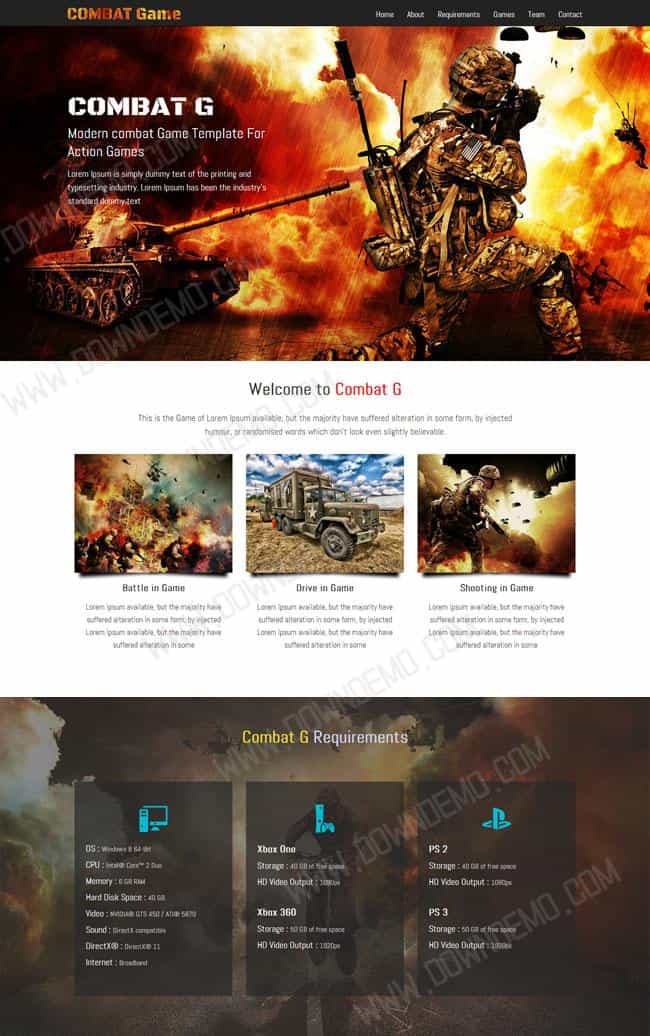 COMBAT Game
Home About Requirements Games Team Contact
COMBAT G
Modern combat Game Template For
Action Games
Lorem Ipsum is simply dummy text of the printing and
typesetting industry. Lorem Ipsum has been the industry's
standard dummy text
Welcome to Combat G
This is the Game of Lorem Ipsum available, but the majority have suffered alteration in some form, by injected
humour, or randomised words which don't look even slightly believable.
Battle in Game
Lorem Ipsum available, but the majority have
suffered alteration in some form, by injected
Lorem Ipsum available, but the majority have
suffered alteration in some
Drive in Game
Lorem Ipsum available, but the majority have
suffered alteration in some form, by injected
Lorem Ipsum available, but the majority have
suffered alteration in some
Shooting in Game
Lorem Ipsum available, but the majority have
suffered alteration in some form, by injected
Lorem Ipsum available, but the majority have
suffered alteration in some
Combat G Requirements
OS : Windows 8 64-Bit
CPU : Intel® Core™ 2 Duo
Memory : 6 GB RAM
Hard Disk Space : 40 GB
Video : NVIDIA® GTS 450 / ATI® 5870
Sound : DirectX compatible
DirectX® : DirectX® 11
Internet : Broadband
Xbox One
Storage : 40 GB of free space
HD Video Output : 1080px
Xbox 360
Storage : 50 GB of free space
HD Video Output : 1020px
PS 2
Storage : 40 GB of free space
HD Video Output : 1080px
PS 3
Storage : 50 GB of free space
HD Video Output :
WWW.DOWNDEMO.COM
WWW.DOWNDEMO.COM
WWW.DOWNDEMO.COM
WWW.DOWNDEMO.COM
WWW.DOWNDEMO.COM